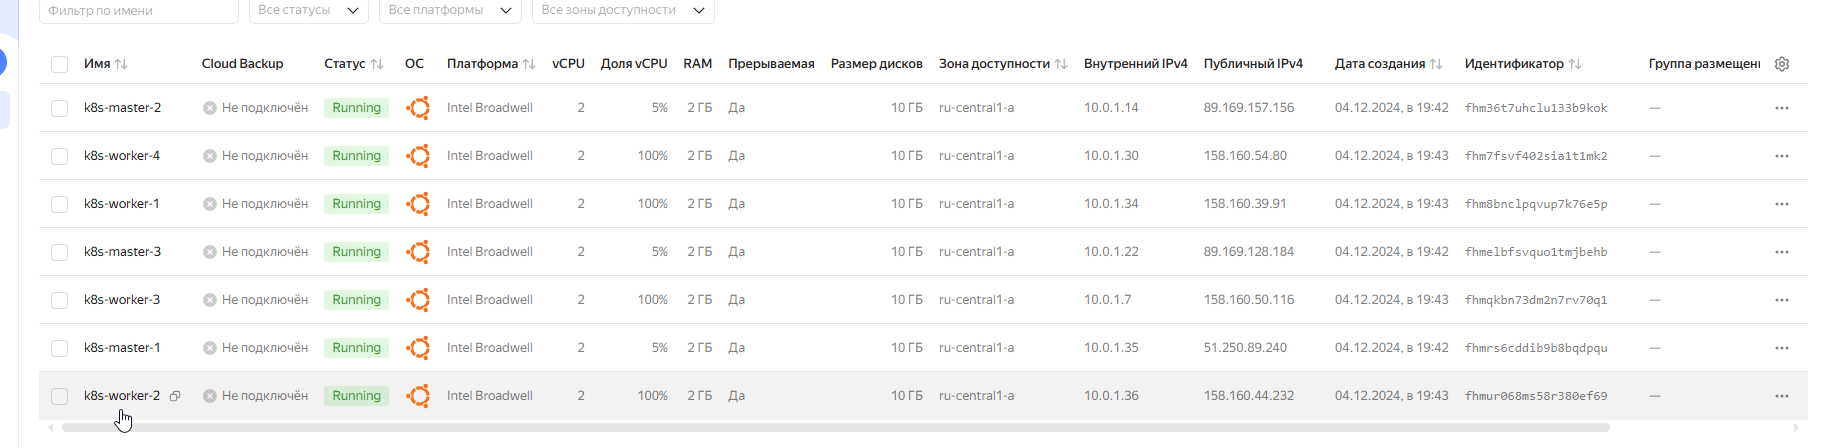 Фильтр по имени Все статусы Все платформы Все зоны доступности
Имя Cloud Backup Статус ОС Платформа vCPU Доля vCPU RAM Прерываемая Размер дисков Зона доступности Внутренний IPv4 Публичный IPv4 Дата создания Идентификатор Группа размещени
k8s-master-2 Не подключён Running Intel Broadwell 2 5% 2 ГБ Да 10 ГБ ru-central1-a 10.0.1.14 89.169.157.156 04.12.2024, в 19:42 fhm36t7uhclu133b9kok — ...
k8s-worker-4 Не подключён Running Intel Broadwell 2 100% 2 ГБ Да 10 ГБ ru-central1-a 10.0.1.30 158.160.54.80 04.12.2024, в 19:43 fhm7fsvf402sia1t1mk2 — ...
k8s-worker-1 Не подключён Running Intel Broadwell 2 100% 2 ГБ Да 10 ГБ ru-central1-a 10.0.1.34 158.160.39.91 04.12.2024, в 19:43 fhm8bnclpqvup7k76e5p — ...
k8s-master-3 Не подключён Running Intel Broadwell 2 5% 2 ГБ Да 10 ГБ ru-central1-a 10.0.1.22 89.169.128.184 04.12.2024, в 19:42 fhmelbfsvquo1tmjbehb — ...
k8s-worker-3 Не подключён Running Intel Broadwell 2 100% 2 ГБ Да 10 ГБ ru-central1-a 10.0.1.7 158.160.50.116 04.12.2024, в 19:43 fhmqkbn73dm2n7rv70q1 — ...
k8s-master-1 Не подключён Running Intel Broadwell 2 5% 2 ГБ Да 10 ГБ ru-central1-a 10.0.1.35 51.250.89.240 04.12.2024, в 19:42 fhmrs6cddib9b8bqdpqu — ...
k8s-worker-2 Не подключён Running Intel Broadwell 2 100% 2 ГБ Да 10 ГБ ru-central1-a 10.0.1.36 158.160.44.232 04.12.2024, в 19:43 fhmur068ms58r380ef69 — ...